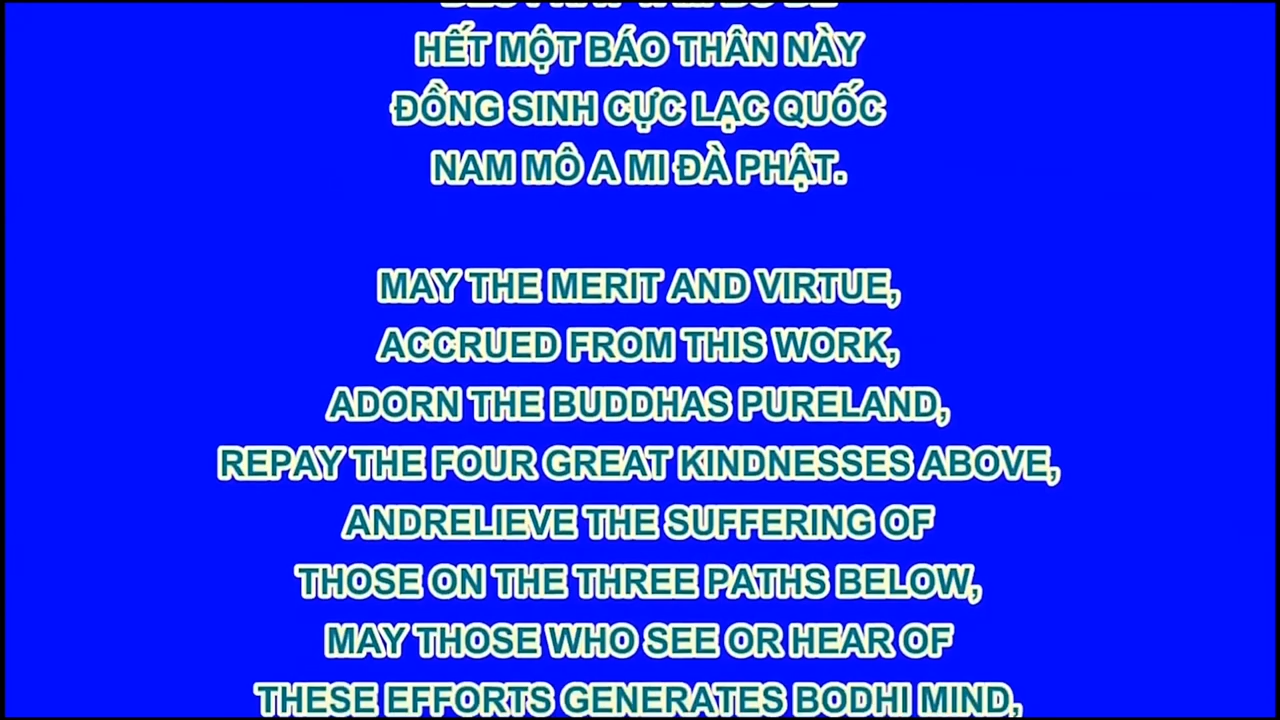 HẾT MỘT BÁO THÂN NÀY
ĐỒNG SINH CỰC LẠC QUỐC
NAM MÔ A MI ĐÀ PHẬT.
MAY THE MERIT AND VIRTUE,
ACCRUED FROM THIS WORK,
ADORN THE BUDDHAS PURELAND,
REPAY THE FOUR GREAT KINDNESSES ABOVE,
ANDRELIEVE THE SUFFERING OF
THOSE ON THE THREE PATHS BELOW,
MAY THOSE WHO SEE OR HEAR OF
THESE EFFORTS GENERATES BODHI MIND,